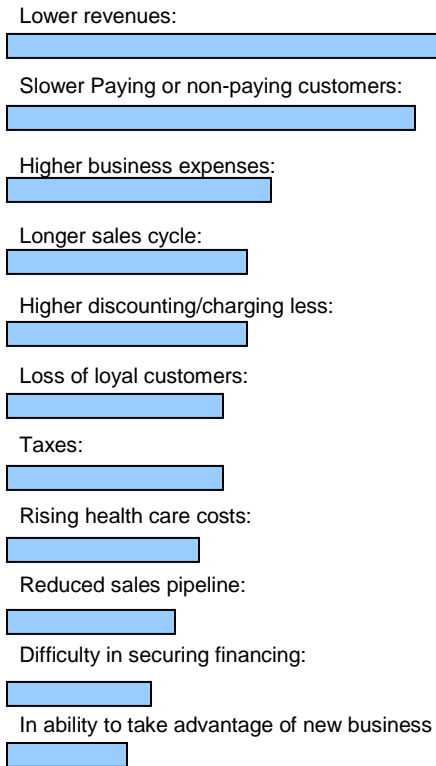 Lower revenues:
Slower Paying or non-paying customers:
Higher business expenses:
Longer sales cycle:
Higher discounting/charging less:
Loss of loyal customers:
Taxes:
Rising health care costs:
Reduced sales pipeline:
Difficulty in securing financing:
In ability to take advantage of new business